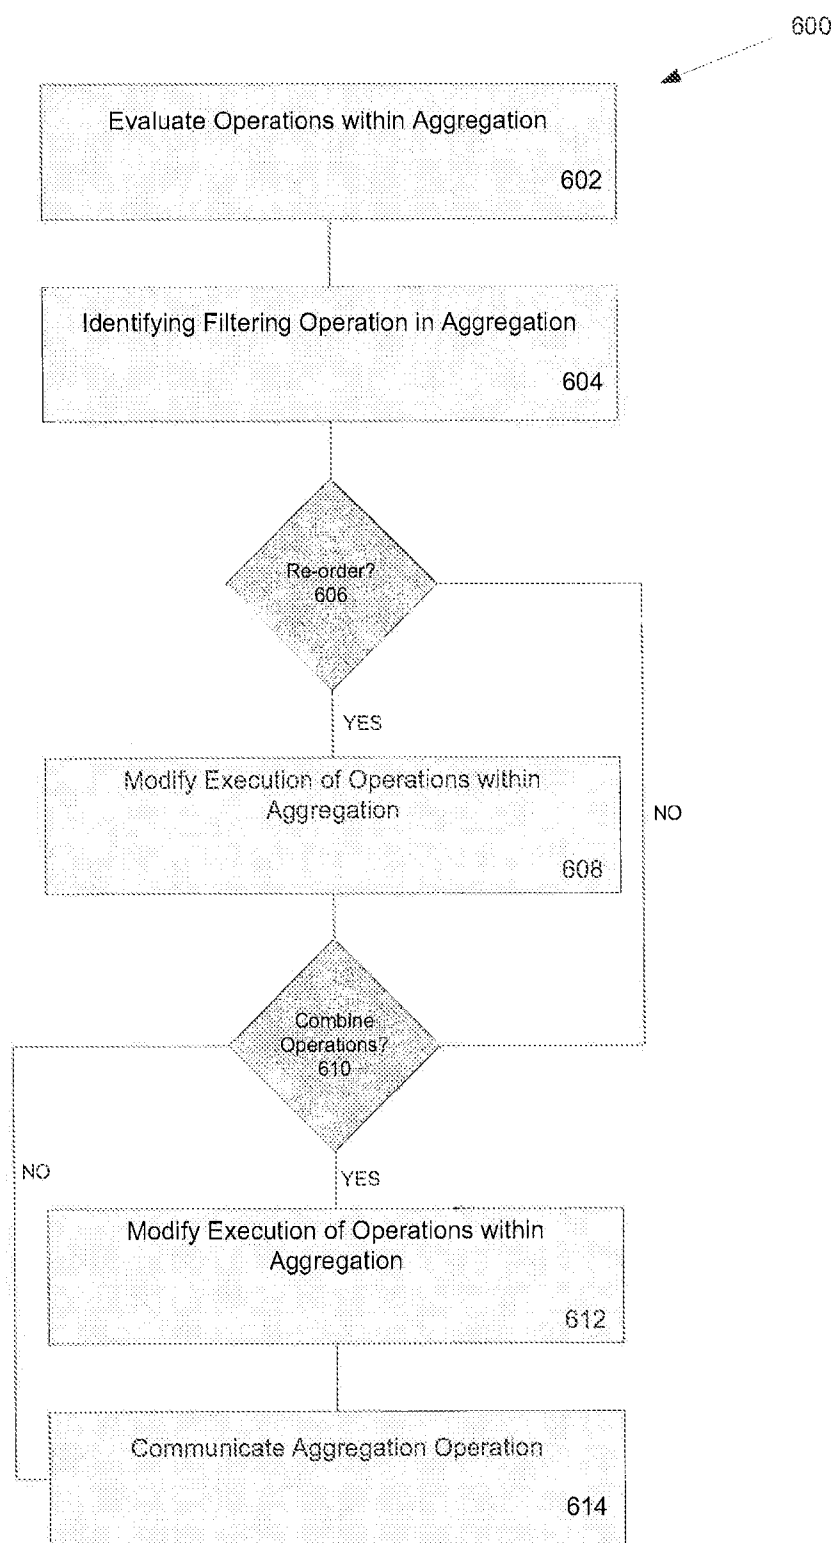 600
Evaluate Operations within Aggregation
602
Identifying Filtering Operation in Aggregation
604
Re-order?
606
YES
Modify Execution of Operations within
Aggregation
608
NO
Combine
Operations?
610
NO
YES
Modify Execution of Operations within
Aggregation
612
Communicate Aggregation Operation
614